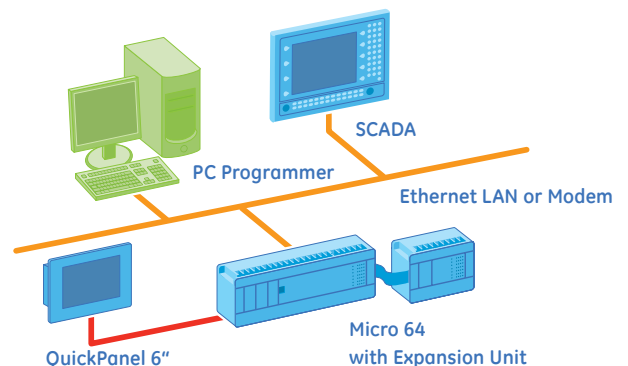 SCADA
PC Programmer
Ethernet LAN or Modem
Micro 64
with Expansion Unit
QuickPanel 6”